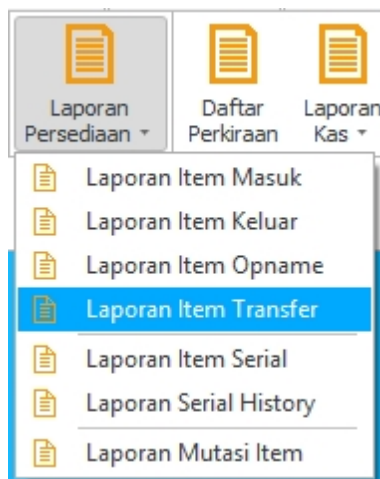 Laporan
Persediaan
Daftar
Perkiraan
Laporan
Kas
Laporan Item Masuk
Laporan Item Keluar
Laporan Item Opname
Laporan Item Transfer
Laporan Item Serial
Laporan Serial History
Laporan Mutasi Item